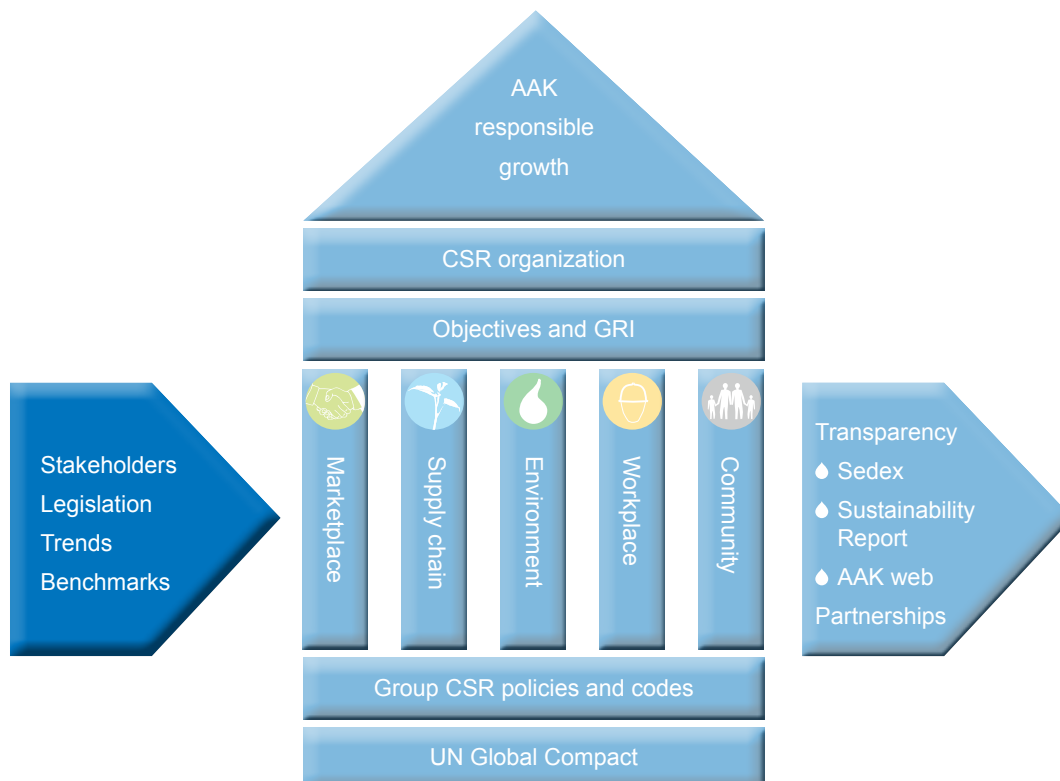 AAK
responsible
growth
CSR organization
Objectives and GRI
Stakeholders
Legislation
Trends
Benchmarks
Marketplace
Supply chain
Environment
Workplace
Community
Transparency
Sedex
Sustainability
Report
AAK web
Partnerships
Group CSR policies and codes
UN Global Compact